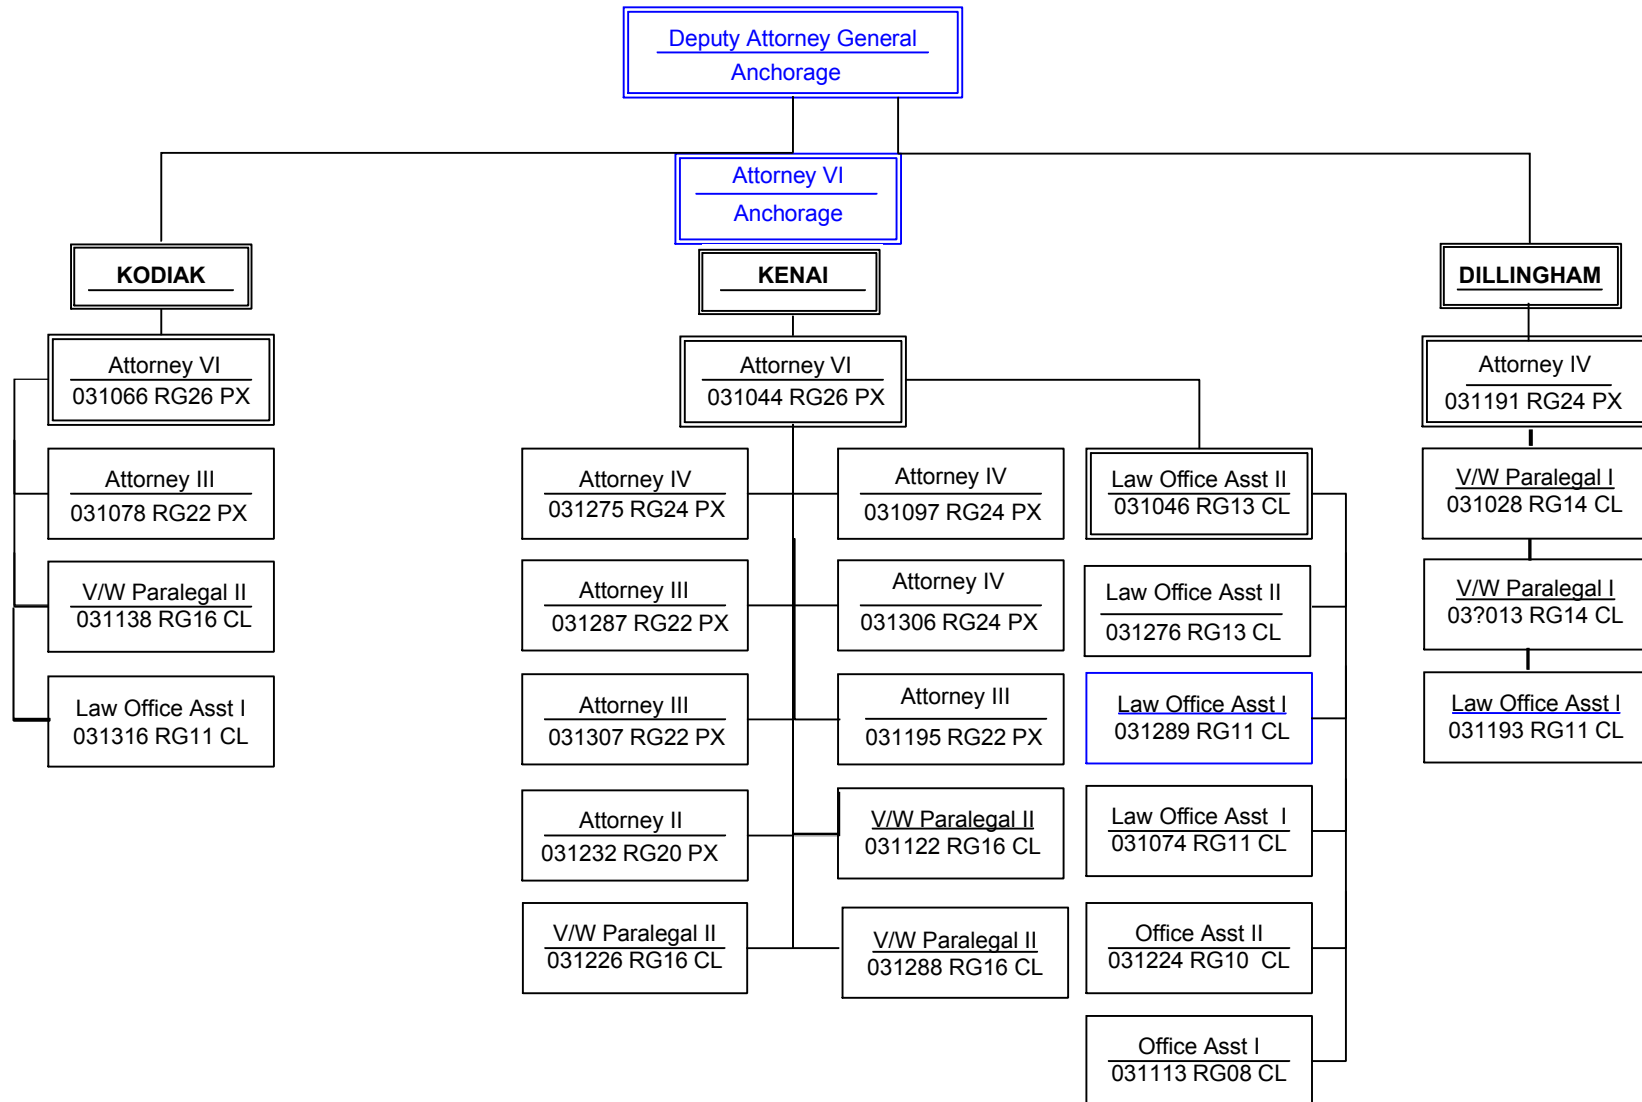 Deputy Attorney General
Anchorage
Attorney VI
Anchorage
KODIAK
Attorney VI
031066 RG26 PX
Attorney III
031078 RG22 PX
V/W Paralegal II
031138 RG16 CL
Law Office Asst I
031316 RG11 CL
KENAI
Attorney VI
031044 RG26 PX
Attorney IV
031275 RG24 PX
Attorney III
031287 RG22 PX
Attorney III
031307 RG22 PX
Attorney II
031232 RG20 PX
V/W Paralegal II
031226 RG16 CL
Attorney IV
031097 RG24 PX
Attorney IV
031306 RG24 PX
Attorney III
031195 RG22 PX
V/W Paralegal II
031122 RG16 CL
V/W Paralegal II
031288 RG16 CL
Law Office Asst II
031046 RG13 CL
Law Office Asst II
031276 RG13 CL
Law Office Asst I
031289 RG11 CL
Law Office Asst I
031074 RG11 CL
Office Asst II
031224 RG10 CL
Office Asst I
031113 RG08 CL
DILLINGHAM
Attorney IV
031191 RG24 PX
V/W Paralegal I
031028 RG14 CL
V/W Paralegal I
03?013 RG14 CL
Law Office Asst I
031193 RG11 CL